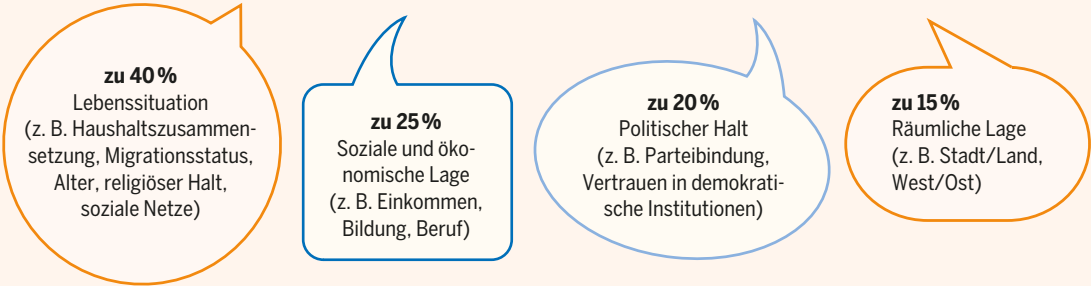 zu 40 %
Lebenssituation
(z. B. Haushaltszusammen-
setzung, Migrationsstatus,
Alter, religiöser Halt,
soziale Netze)
zu 25 %
Soziale und öko-
nomische Lage
(z. B. Einkommen,
Bildung, Beruf)
zu 20 %
Politischer Halt
(z. B. Parteibindung,
Vertrauen in demokrati-
sche Institutionen)
zu 15 %
Räumliche Lage
(z. B. Stadt/Land,
West/Ost)